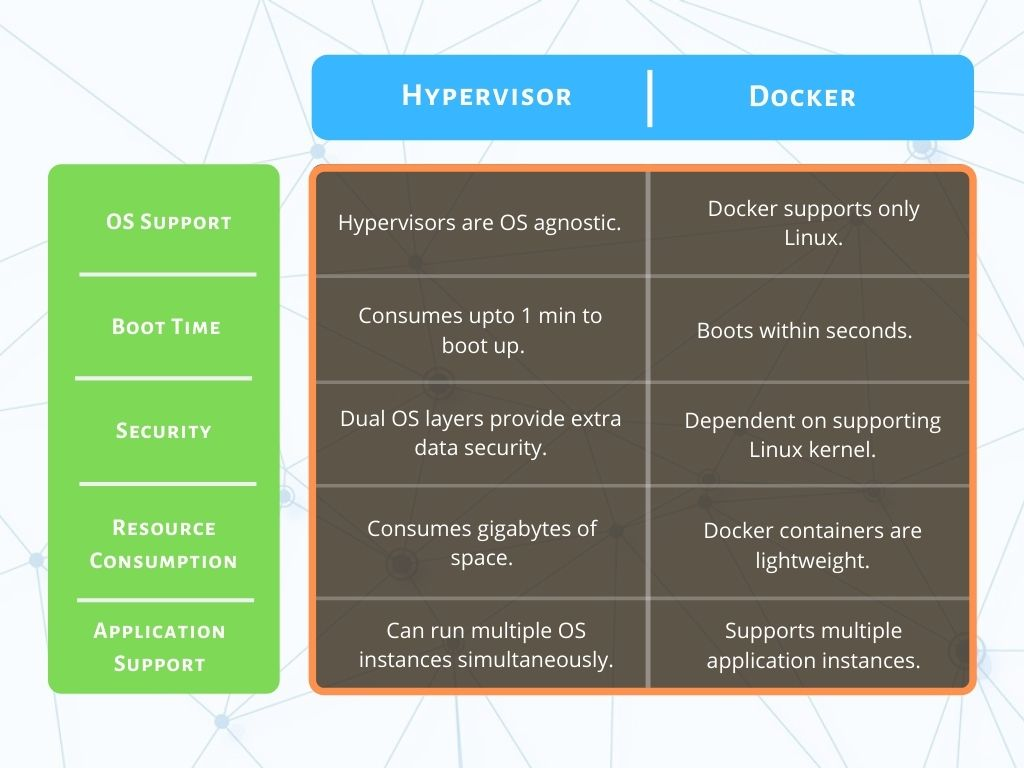 Hypervisor
Docker
OS Support
Hypervisors are OS agnostic.
Docker supports only
Linux.
Boot Time
Consumes upto 1 min to
boot up.
Boots within seconds.
Security
Dual OS layers provide extra
data security.
Dependent on supporting
Linux kernel.
Resource
Consumption
Consumes gigabytes of
space.
Docker containers are
lightweight.
Application
Support
Can run multiple OS
instances simultaneously.
Supports multiple
application instances.